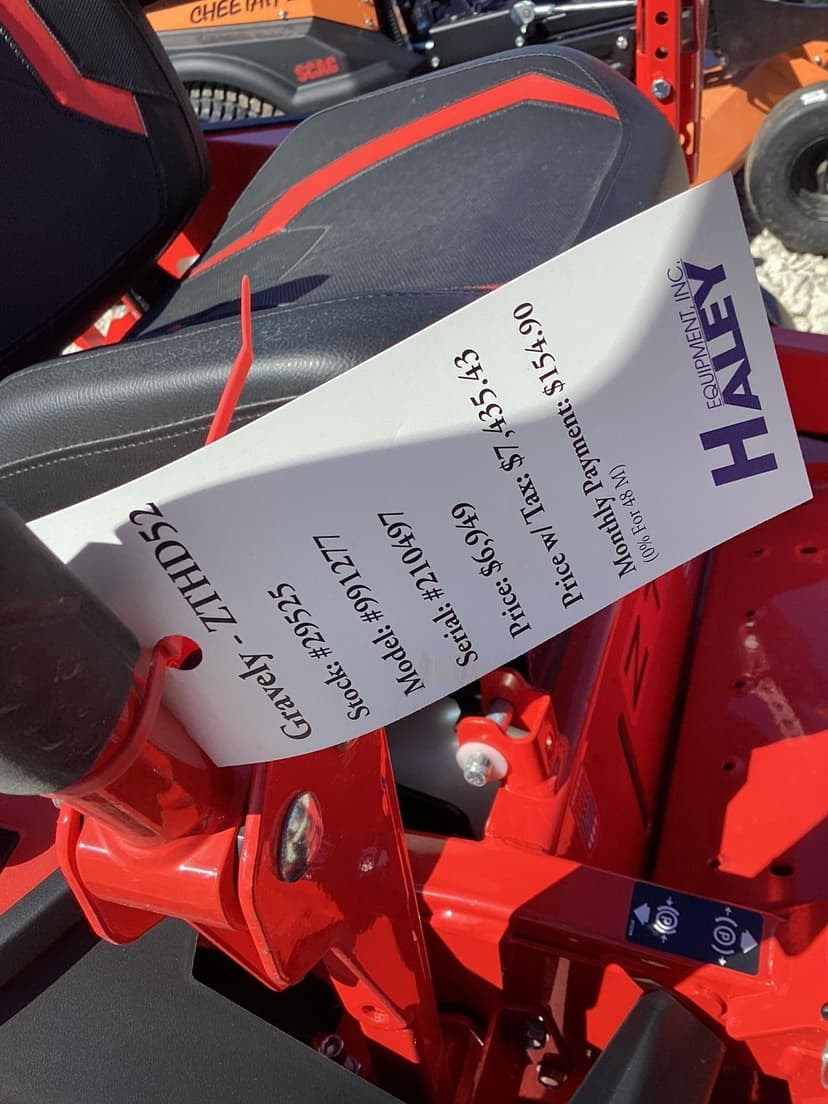 CHEETAH
SCAG
Gravely - ZTHD52
Stock: #29525
Model: #991277
Serial: #210497
Price: $6,949
Price w/ Tax: $7,435.43
Monthly Payment: $154.90
(0% For 48 M)
HALEY
EQUIPMENT, INC.